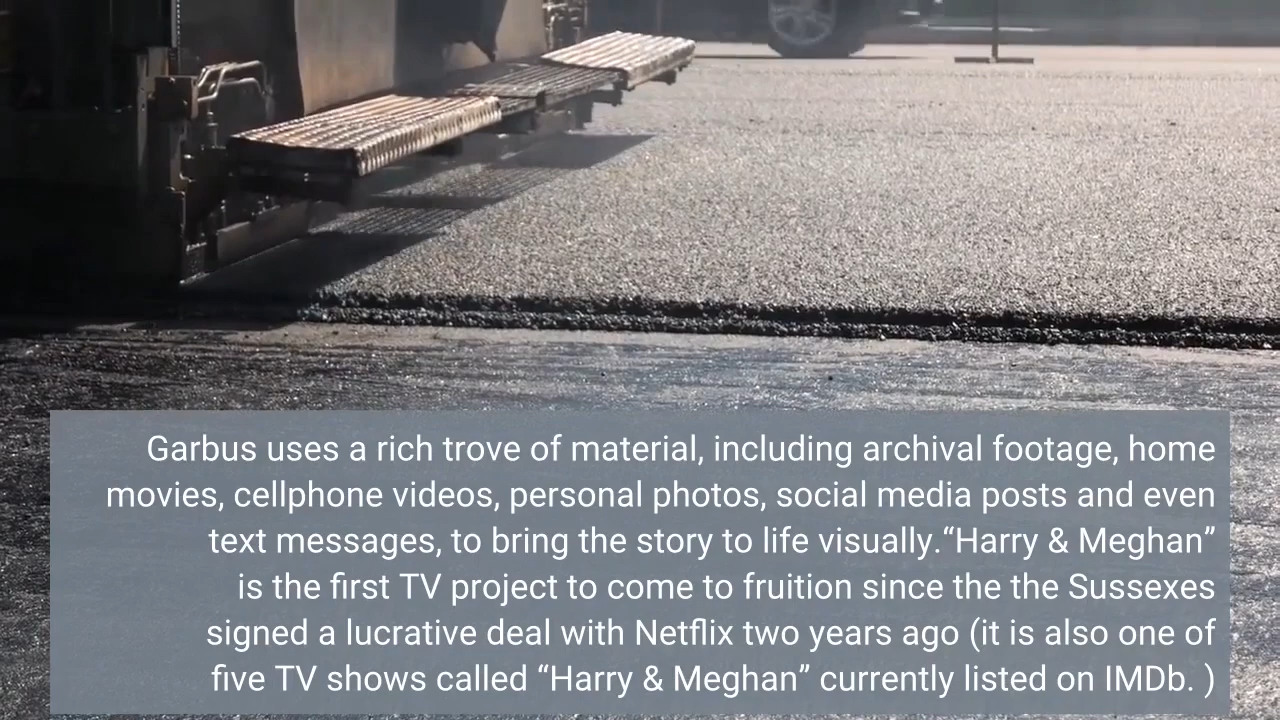 Garbus uses a rich trove of material, including archival footage, home
movies, cellphone videos, personal photos, social media posts and even
text messages, to bring the story to life visually.“Harry & Meghan”
is the first TV project to come to fruition since the the Sussexes
signed a lucrative deal with Netflix two years ago (it is also one of
five TV shows called “Harry & Meghan” currently listed on IMDb. )